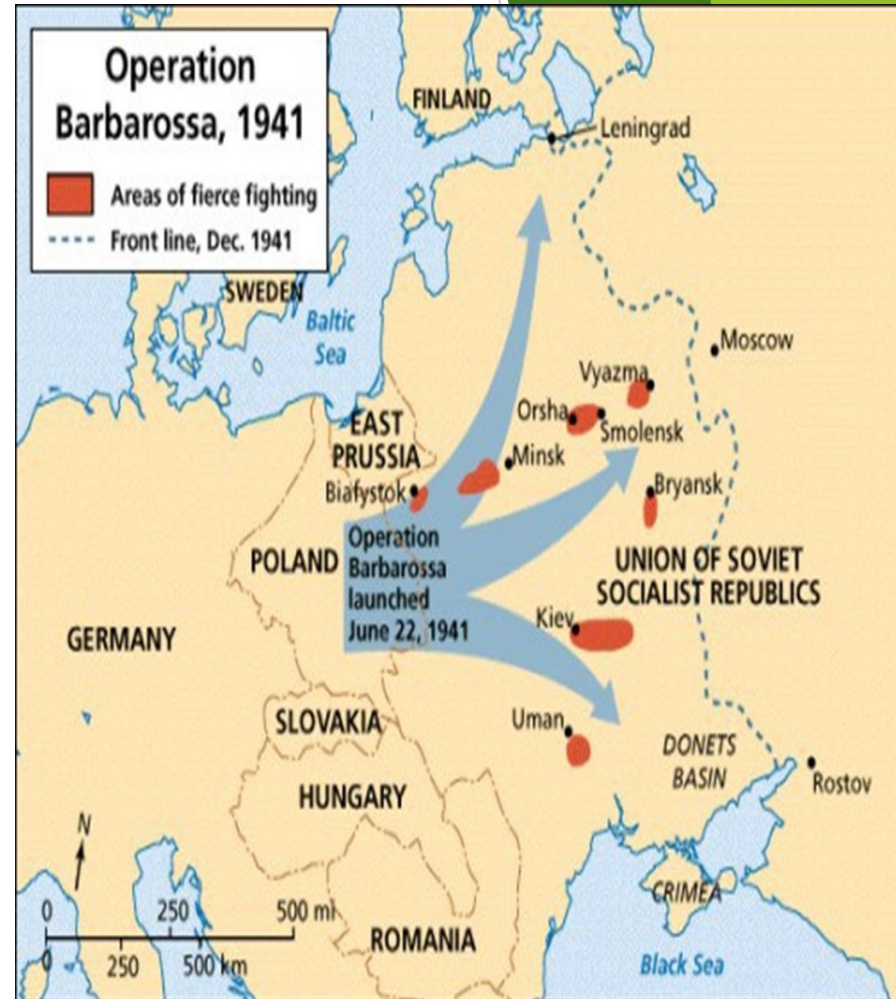 Operation
Barbarossa, 1941
Areas of fierce fighting
Front line, Dec. 1941
FINLAND
Leningrad
SWEDEN
Baltic
Sea
Moscow
Vyazma
Orsha
Smolensk
EAST
PRUSSIA
Minsk
Białystok
Bryansk
POLAND
Operation
Barbarossa
launched
June 22, 1941
UNION OF SOVIET
SOCIALIST REPUBLICS
GERMANY
Kiev
SLOVAKIA
Uman
DONETS
BASIN
Rostov
HUNGARY
N
0 250 500 mi
0 250 500 km
CRIMEA
ROMANIA
Black Sea